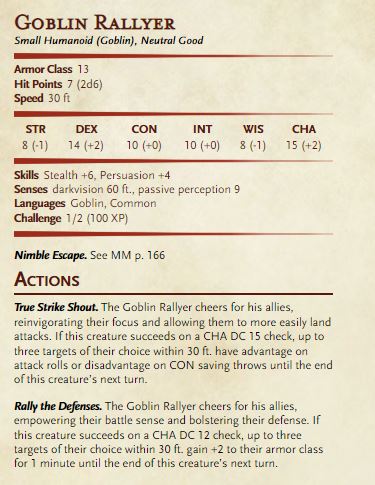 Goblin Rallyer
Small Humanoid (Goblin), Neutral Good
Armor Class 13
Hit Points 7 (2d6)
Speed 30 ft
STR DEX CON INT WIS CHA
8 (-1) 14 (+2) 10 (+0) 10 (+0) 8 (-1) 15 (+2)
Skills Stealth +6, Persuasion +4
Senses darkvision 60 ft., passive perception 9
Languages Goblin, Common
Challenge 1/2 (100 XP)
Nimble Escape. See MM p. 166
Actions
True Strike Shout. The Goblin Rallyer cheers for his allies,
reinvigorating their focus and allowing them to more easily land
attacks. If this creature succeeds on a CHA DC 15 check, up to
three targets of their choice within 30 ft. have advantage on
attack rolls or disadvantage on CON saving throws until the end
of this creature's next turn.
Rally the Defenses. The Goblin Rallyer cheers for his allies,
empowering their battle sense and bolstering their defense. If
this creature succeeds on a CHA DC 12 check, up to three
targets of their choice within 30 ft. gain +2 to their armor class
for 1 minute until the end of this creature's next turn.